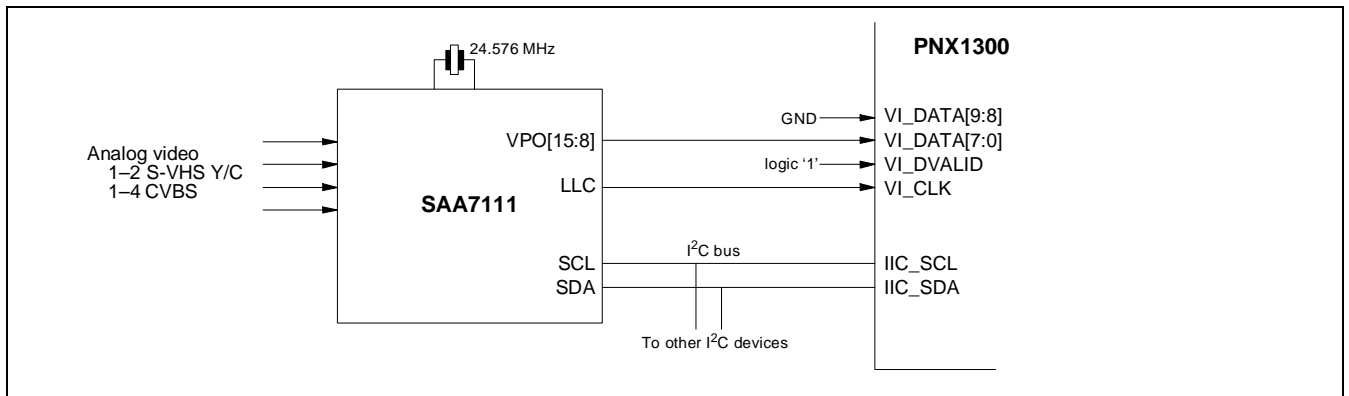 24.576 MHz
PNX1300
Analog video
1–2 S-VHS Y/C
1–4 CVBS
SAA7111
VPO[15:8]
LLC
SCL
SDA
GND
logic ‘1’
I²C bus
To other I²C devices
VI_DATA[9:8]
VI_DATA[7:0]
VI_DVALID
VI_CLK
IIC_SCL
IIC_SDA